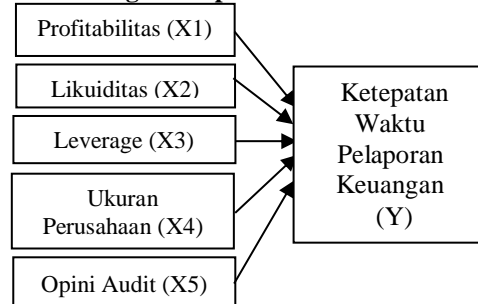 Profitabilitas (X1)
Likuiditas (X2)
Leverage (X3)
Ukuran
Perusahaan (X4)
Opini Audit (X5)
Ketepatan
Waktu
Pelaporan
Keuangan
(Y)